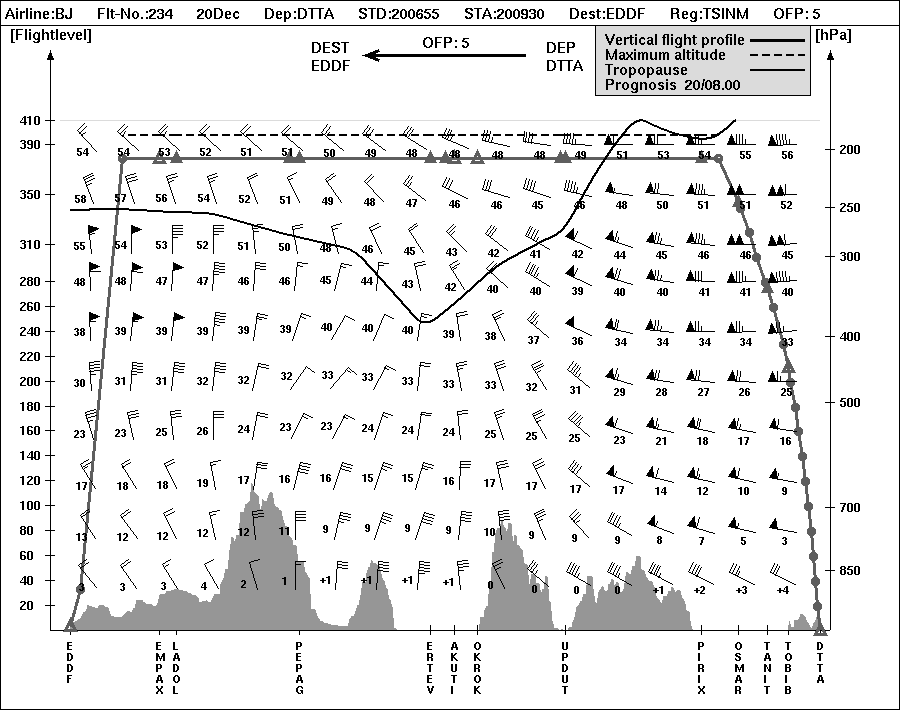 Airline:BJ Flt-No.:234 20Dec Dep:DTTA STD:200655 STA:200930 Dest:EDDF Reg:TSINM OFP: 5
[Flightlevel] [hPa]
DEST OFP: 5 DEP
EDDF DTTA
Vertical flight profile
Maximum altitude
Tropopause
Prognosis 20/08.00
410
390 54 54 53 52 51 51 50 49 48 48 48 48 49 51 53 54 55 56 200
350 58 57 56 54 52 51 49 48 47 46 46 45 46 48 50 51 51 52 250
310 55 54 53 52 51 50 48 46 45 43 42 41 42 44 45 46 46 45 300
280 48 48 47 47 46 46 45 44 43 42 40 40 39 40 40 41 41 40
260
240 38 39 39 39 39 39 40 40 40 39 38 37 36 34 34 34 34 33 400
220
200 30 31 31 32 32 32 33 33 33 33 33 32 31 29 28 27 26 25
180 500
160 23 23 25 26 24 23 23 24 24 24 25 25 25 23 21 18 17 16
140
120 17 18 18 19 17 16 16 15 15 16 17 17 17 17 14 12 10 9
100 700
80 13 12 12 12 12 11 9 9 9 9 10 9 9 9 8 7 5 3
60
40 3 3 3 4 2 1 +1 +1 +1 +1 0 0 0 0 +1 +2 +3 +4 850
20
EDDF EMPAX LADOL PEPAG ERTEV AKUTI OKROK UPDUT PIRIX OSMAR TANIT TOBIB DTTA